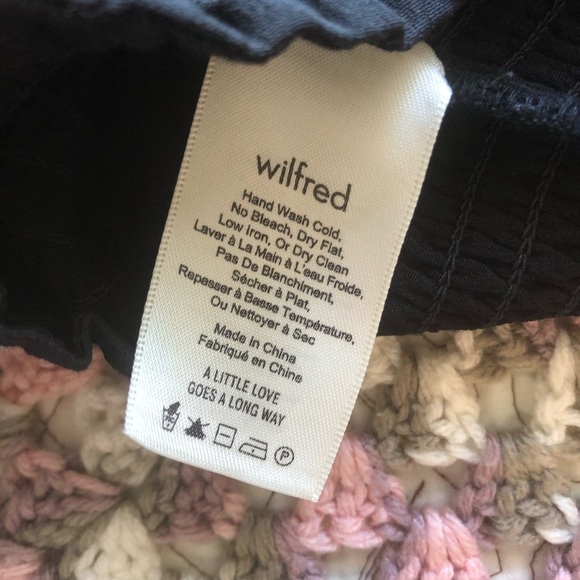 wilfred
Hand Wash Cold,
No Bleach, Dry Flat,
Low Iron, Or Dry Clean
Laver à La Main à L'eau Froide,
Pas De Blanchiment,
Sécher à Plat,
Repasser à Basse Température,
Ou Nettoyer à Sec
Made in China
Fabriqué en Chine
A LITTLE LOVE
GOES A LONG WAY
P